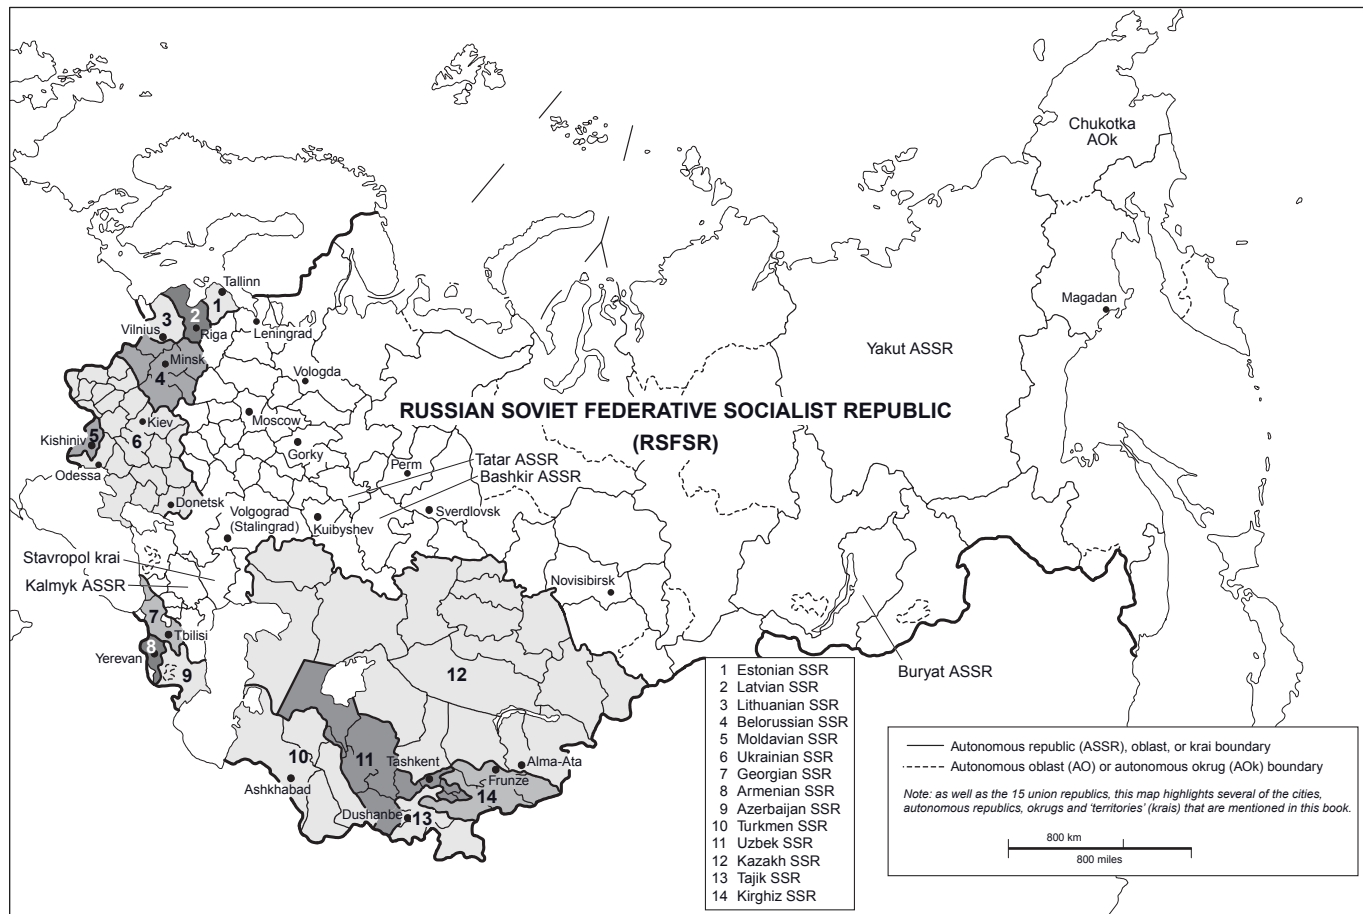 Chukotka
AOk
Magadan
Yakut ASSR
Tallinn
1
2
3
Vilnius
Riga
Leningrad
Minsk
4
Vologda
RUSSIAN SOVIET FEDERATIVE SOCIALIST REPUBLIC
(RSFSR)
Moscow
Kiev
Kishiniv
5
6
Gorky
Odessa
Perm
Tatar ASSR
Bashkir ASSR
Donetsk
Volgograd
(Stalingrad)
Kuibyshev
Sverdlovsk
Stavropol krai
Kalmyk ASSR
Novisibirsk
7
Tbilisi
8
Yerevan
9
12
Buryat ASSR
10
11
Tashkent
Alma-Ata
Frunze
Ashkhabad
14
Dushanbe
13
1 Estonian SSR
2 Latvian SSR
3 Lithuanian SSR
4 Belorussian SSR
5 Moldavian SSR
6 Ukrainian SSR
7 Georgian SSR
8 Armenian SSR
9 Azerbaijan SSR
10 Turkmen SSR
11 Uzbek SSR
12 Kazakh SSR
13 Tajik SSR
14 Kirghiz SSR
Autonomous republic (ASSR), oblast, or krai boundary
Autonomous oblast (AO) or autonomous okrug (AOk) boundary
Note: as well as the 15 union republics, this map highlights several of the cities,
autonomous republics, okrugs and 'territories' (krais) that are mentioned in this book.
800 km
800 miles